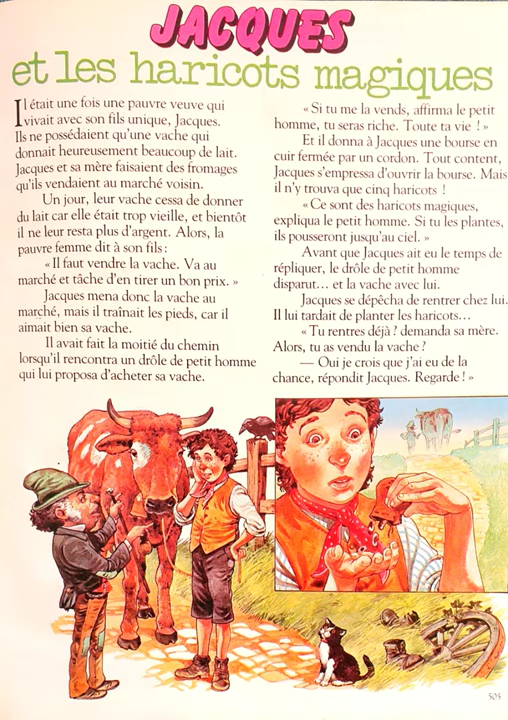 JACQUES
et les haricots magiques
Il était une fois une pauvre veuve qui
vivait avec son fils unique, Jacques.
Ils ne possédaient qu'une vache qui
donnait heureusement beaucoup de lait.
Jacques et sa mère faisaient des fromages
qu'ils vendaient au marché voisin.
Un jour, leur vache cessa de donner
du lait car elle était trop vieille, et bientôt
il ne leur resta plus d'argent. Alors, la
pauvre femme dit à son fils :
« Il faut vendre la vache. Va au
marché et tâche d'en tirer un bon prix. »
Jacques mena donc la vache au
marché, mais il traînait les pieds, car il
aimait bien sa vache.
Il avait fait la moitié du chemin
lorsqu'il rencontra un drôle de petit homme
qui lui proposa d'acheter sa vache.
« Si tu me la vends, affirma le petit
homme, tu seras riche. Toute ta vie ! »
Et il donna à Jacques une bourse en
cuir fermée par un cordon. Tout content,
Jacques s'empressa d'ouvrir la bourse. Mais
il n'y trouva que cinq haricots !
« Ce sont des haricots magiques,
expliqua le petit homme. Si tu les plantes,
ils pousseront jusqu'au ciel. »
Avant que Jacques ait eu le temps de
répliquer, le drôle de petit homme
disparut... et la vache avec lui.
Jacques se dépêcha de rentrer chez lui.
Il lui tardait de planter les haricots...
« Tu rentres déjà ? demanda sa mère.
Alors, tu as vendu la vache ?
— Oui je crois que j'ai eu de la
chance, répondit Jacques. Regarde ! »
505